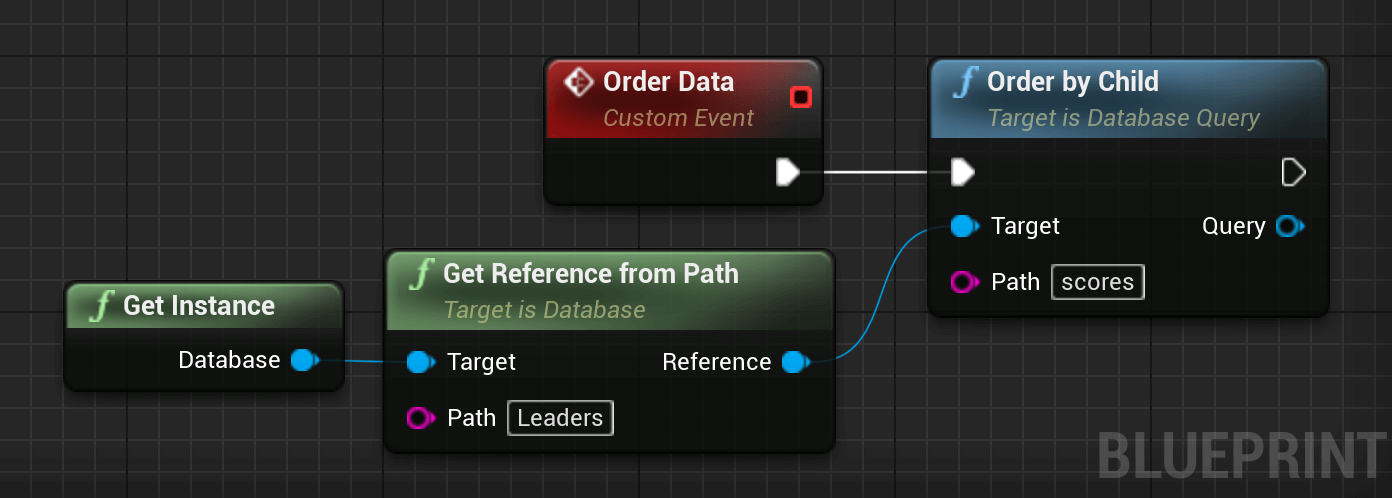 Order Data
Custom Event
Order by Child
Target is Database Query
Target
Query
Path scores
Get Reference from Path
Target is Database
Target
Reference
Path Leaders
Get Instance
Database
BLUEPRINT